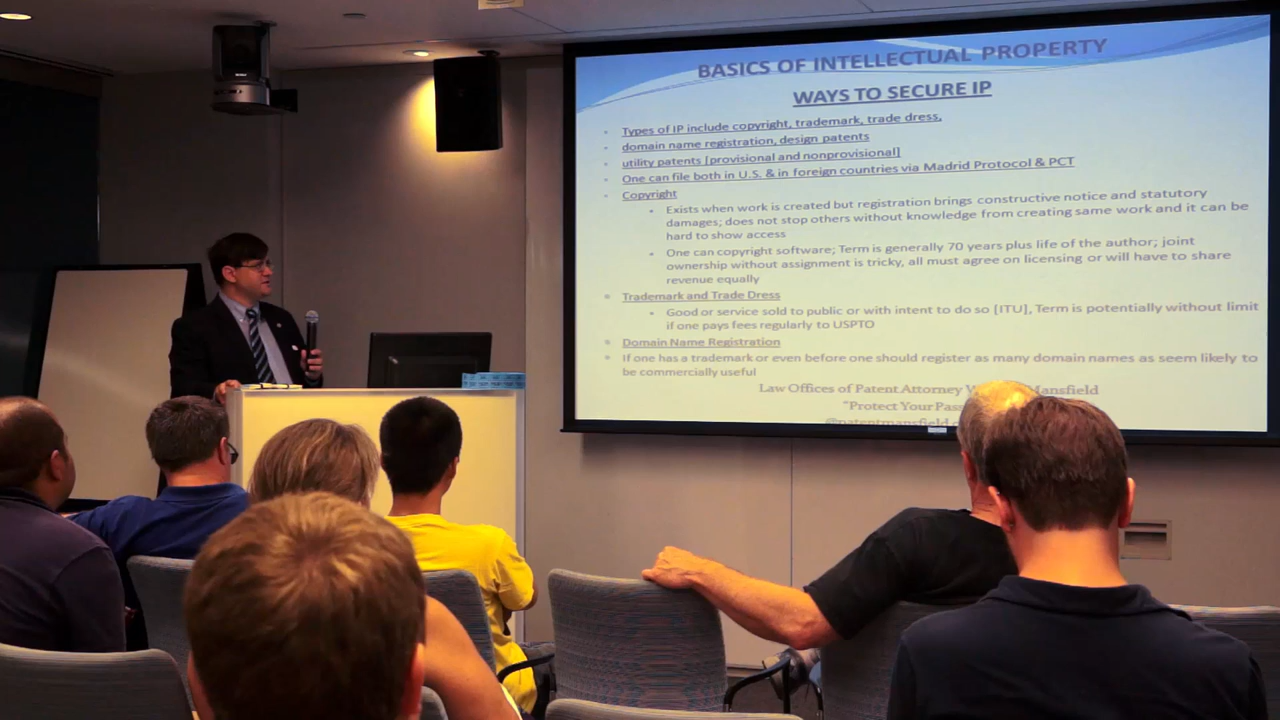 BASICS OF INTELLECTUAL PROPERTY
WAYS TO SECURE IP
Types of IP include copyright, trademark, trade dress,
domain name registration, design patents
utility patents [provisional and nonprovisional]
One can file both in U.S. & in foreign countries via Madrid Protocol & PCT
Copyright
Exists when work is created but registration brings constructive notice and statutory
damages; does not stop others without knowledge from creating same work and it can be
hard to show access
One can copyright software; Term is generally 70 years plus life of the author; joint
ownership without assignment is tricky, all must agree on licensing or will have to share
revenue equally
Trademark and Trade Dress
Good or service sold to public or with intent to do so [ITU], Term is potentially without limit
if one pays fees regularly to USPTO
Domain Name Registration
If one has a trademark or even before one should register as many domain names as seem likely to
be commercially useful
Law Offices of Patent Attorney Mansfield
"Protect Your